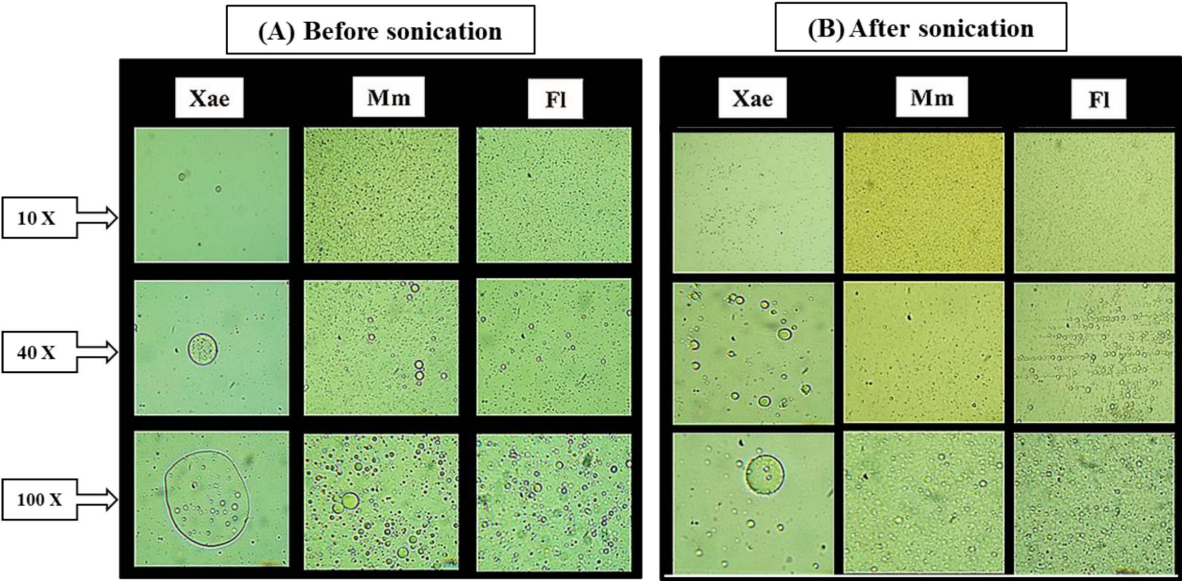 (A) Before sonication
(B) After sonication
Xae Mm Fl
Xae Mm Fl
10 X
40 X
100 X